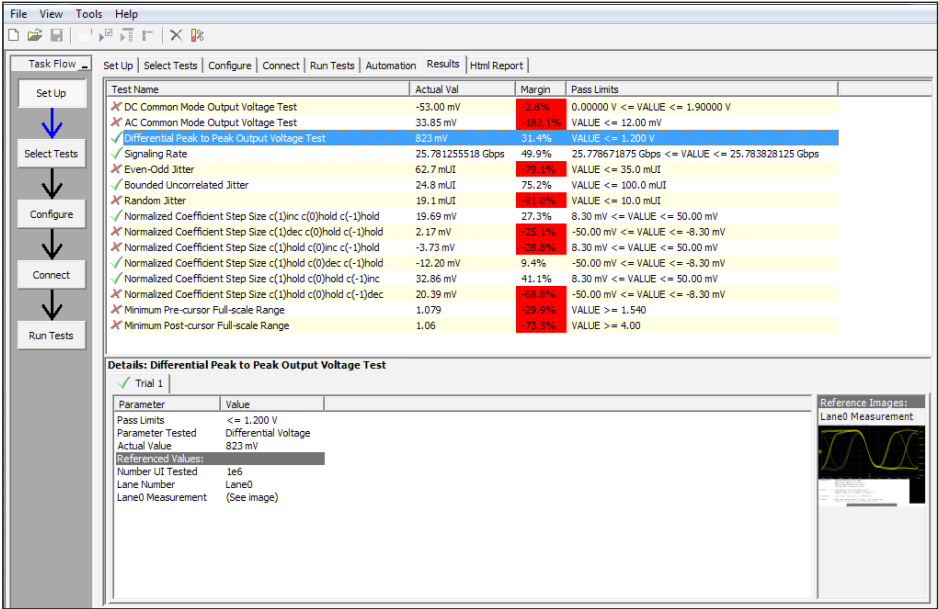 File View Tools Help
Task Flow
Set Up
Select Tests
Configure
Connect
Run Tests
Set Up Select Tests Configure Connect Run Tests Automation Results Html Report
Test Name Actual Val Margin Pass Limits
DC Common Mode Output Voltage Test -53.00 mV -2.8% 0.00000 V <= VALUE <= 1.90000 V
AC Common Mode Output Voltage Test 33.85 mV -182.1% VALUE <= 12.00 mV
Differential Peak to Peak Output Voltage Test 823 mV 31.4% VALUE <= 1.200 V
Signaling Rate 25.781255518 Gbps 49.9% 25.778671875 Gbps <= VALUE <= 25.783828125 Gbps
Even-Odd Jitter 62.7 mUI -79.1% VALUE <= 35.0 mUI
Bounded Uncorrelated Jitter 24.8 mUI 75.2% VALUE <= 100.0 mUI
Random Jitter 19.1 mUI -91.0% VALUE <= 10.0 mUI
Normalized Coefficient Step Size c(1)inc c(0)hold c(-1)hold 19.69 mV 27.3% 8.30 mV <= VALUE <= 50.00 mV
Normalized Coefficient Step Size c(1)dec c(0)hold c(-1)hold 2.17 mV -25.1% -50.00 mV <= VALUE <= -8.30 mV
Normalized Coefficient Step Size c(1)hold c(0)inc c(-1)hold -3.73 mV -28.8% 8.30 mV <= VALUE <= 50.00 mV
Normalized Coefficient Step Size c(1)hold c(0)dec c(-1)hold -12.20 mV 9.4% -50.00 mV <= VALUE <= -8.30 mV
Normalized Coefficient Step Size c(1)hold c(0)hold c(-1)inc 32.86 mV 41.1% 8.30 mV <= VALUE <= 50.00 mV
Normalized Coefficient Step Size c(1)hold c(0)hold c(-1)dec 20.39 mV -68.8% -50.00 mV <= VALUE <= -8.30 mV
Minimum Pre-cursor Full-scale Range 1.079 -29.9% VALUE >= 1.540
Minimum Post-cursor Full-scale Range 1.06 -73.5% VALUE >= 4.00
Details: Differential Peak to Peak Output Voltage Test
Trial 1
Parameter Value
Pass Limits <= 1.200 V
Parameter Tested Differential Voltage
Actual Value 823 mV
Referenced Values:
Number UI Tested 1e6
Lane Number Lane0
Lane0 Measurement (See image)
Reference Images:
Lane0 Measurement